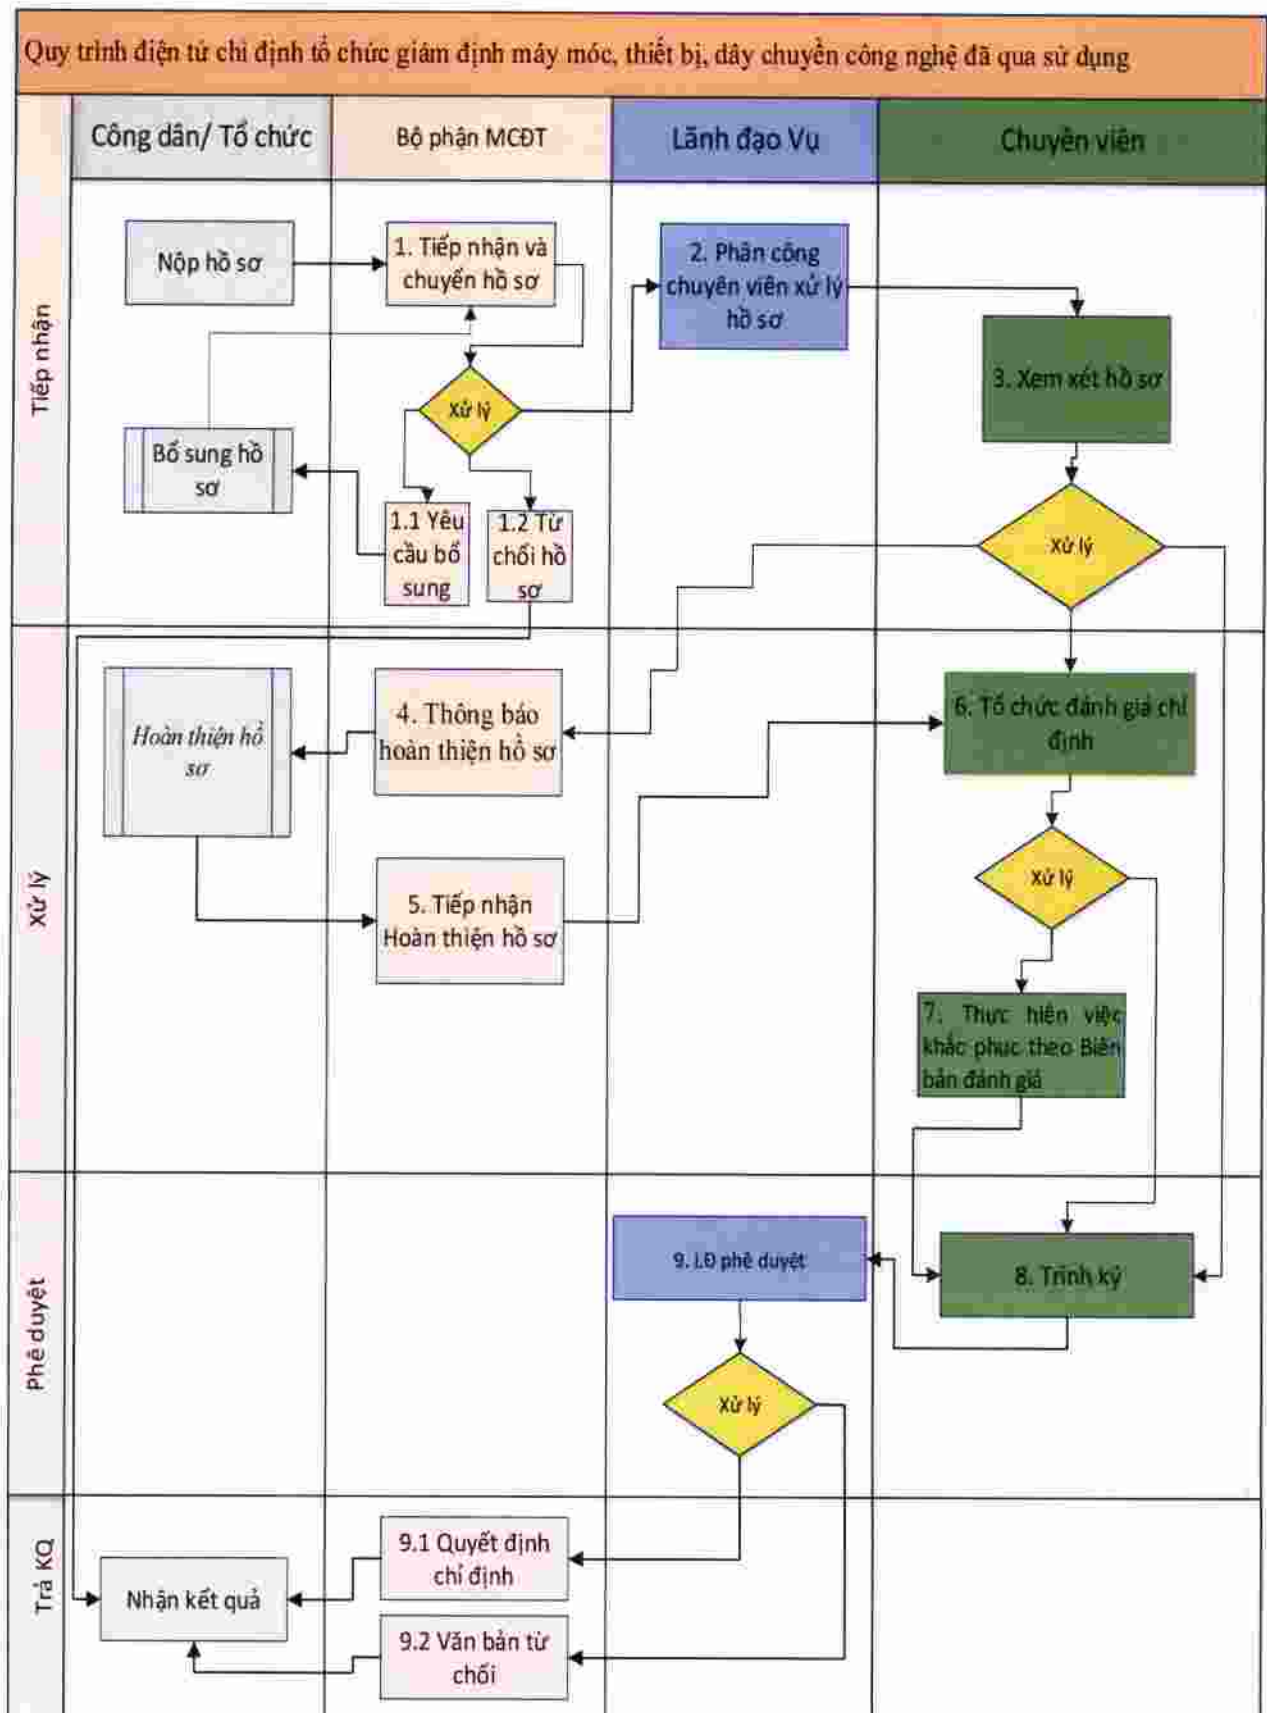 Quy trình điện tử chỉ định tổ chức giám định máy móc, thiết bị, dây chuyền công nghệ đã qua sử dụng
Công dân/ Tổ chức
Bộ phận MCĐT
Lãnh đạo Vụ
Chuyên viên
Tiếp nhận
Nộp hồ sơ
1. Tiếp nhận và
chuyển hồ sơ
2. Phân công
chuyên viên xử lý
hồ sơ
3. Xem xét hồ sơ
Xử lý
Bổ sung hồ
sơ
1.1 Yêu
cầu bổ
sung
1.2 Từ
chối hồ
sơ
Xử lý
Xử lý
Hoàn thiện hồ
sơ
4. Thông báo
hoàn thiện hồ sơ
6. Tổ chức đánh giá chỉ
định
5. Tiếp nhận
Hoàn thiện hồ sơ
Xử lý
7. Thực hiện việc
khắc phục theo Biên
bản đánh giá
Phê duyệt
9. LĐ phê duyệt
8. Trình ký
Xử lý
Trả KQ
Nhận kết quả
9.1 Quyết định
chỉ định
9.2 Văn bản từ
chối